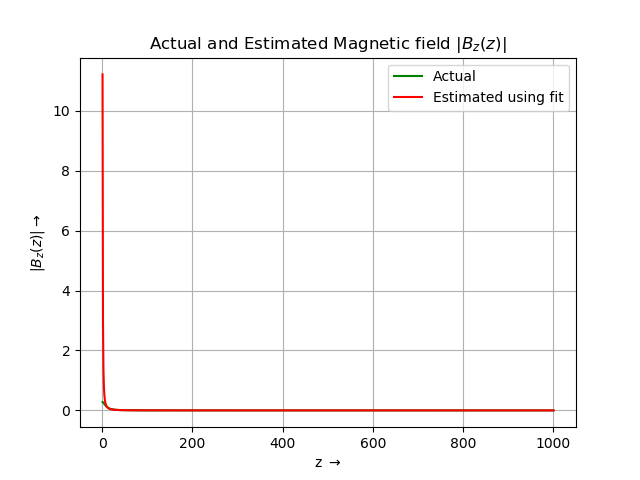 Actual and Estimated Magnetic field |B_z(z)|
Actual
Estimated using fit
|B_z(z)| →
10
8
6
4
2
0
0 200 400 600 800 1000
z →